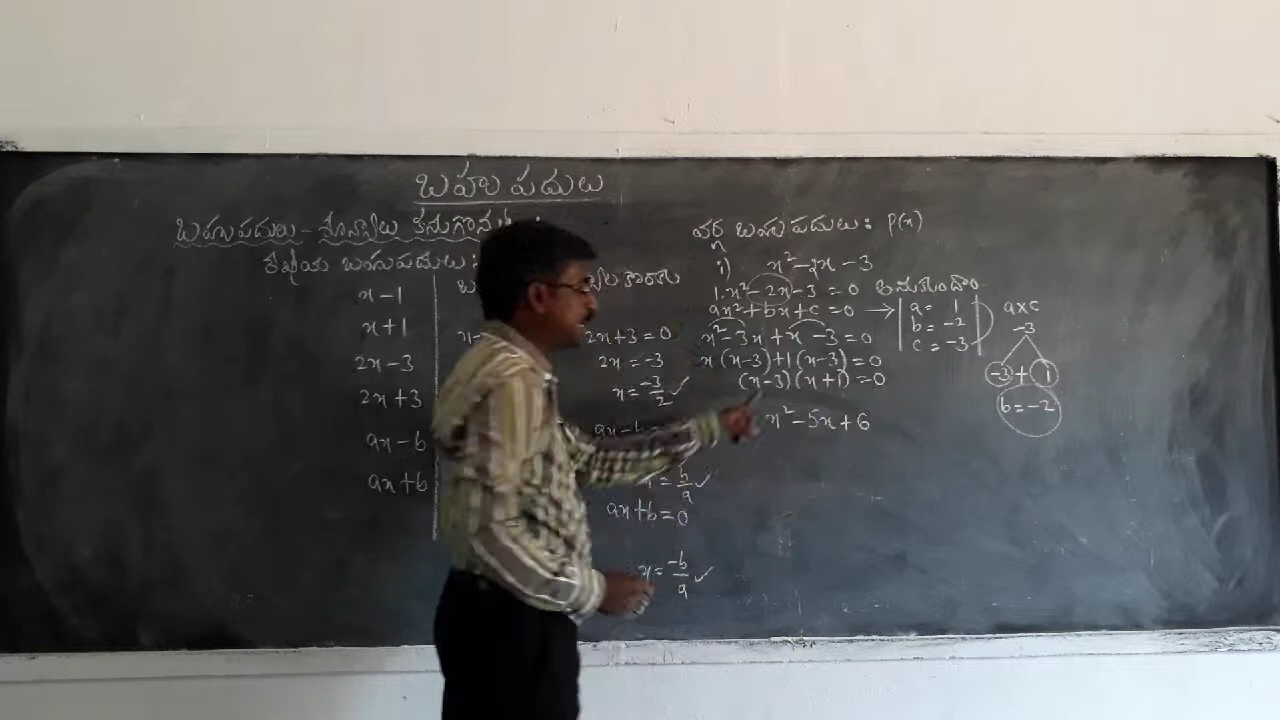 బహుపదులు
బహుపదులు - శూన్యాలు కనుగొనుట :
రేఖీయ బహుపదులు :
x-1
x+1
2x-3
2x+3
ax-b
ax+b
2x+3=0
2x=-3
x=-3/2 ✓
ax-b
x=b/a ✓
ax+b=0
x=-b/a ✓
వర్గ బహుపదులు : P(x)
i) x²-2x-3
1.x²-2x-3=0 అనుకుందాం
ax²+bx+c=0 →
a= 1
b=-2
c=-3
x²-3x+x-3=0
x(x-3)+1(x-3)=0
(x-3)(x+1)=0
x²-5x+6
axc
-3
-3 + 1
b=-2